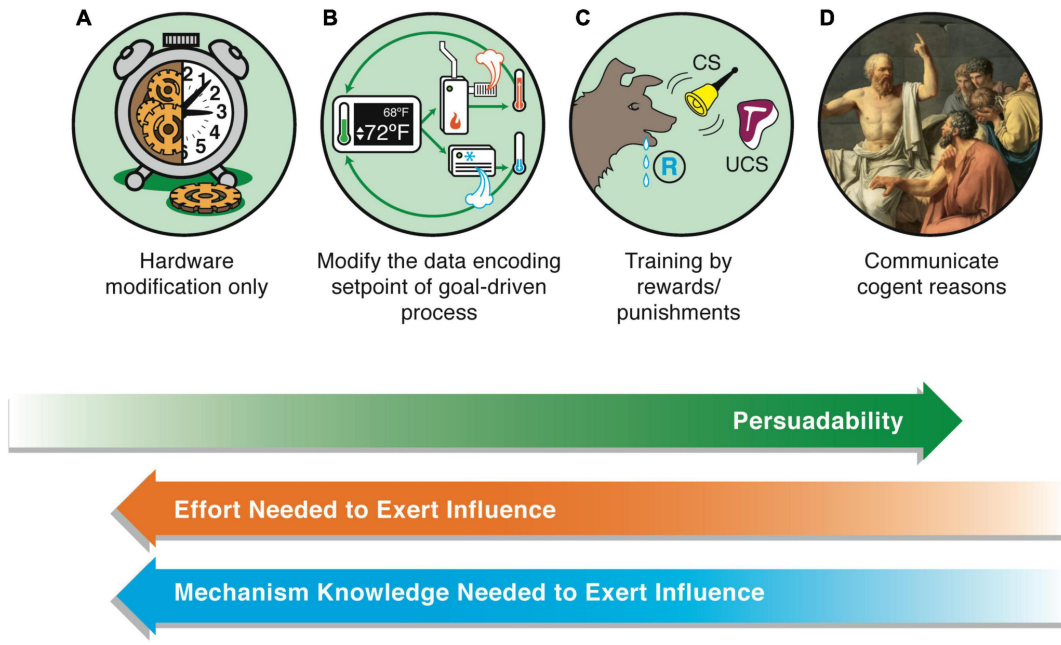 A
B
C
D
2
1
2
3
4
5
6
68°F
72°F
CS
UCS
R
Hardware
modification only
Modify the data encoding
setpoint of goal-driven
process
Training by
rewards/
punishments
Communicate
cogent reasons
Persuadability
Effort Needed to Exert Influence
Mechanism Knowledge Needed to Exert Influence